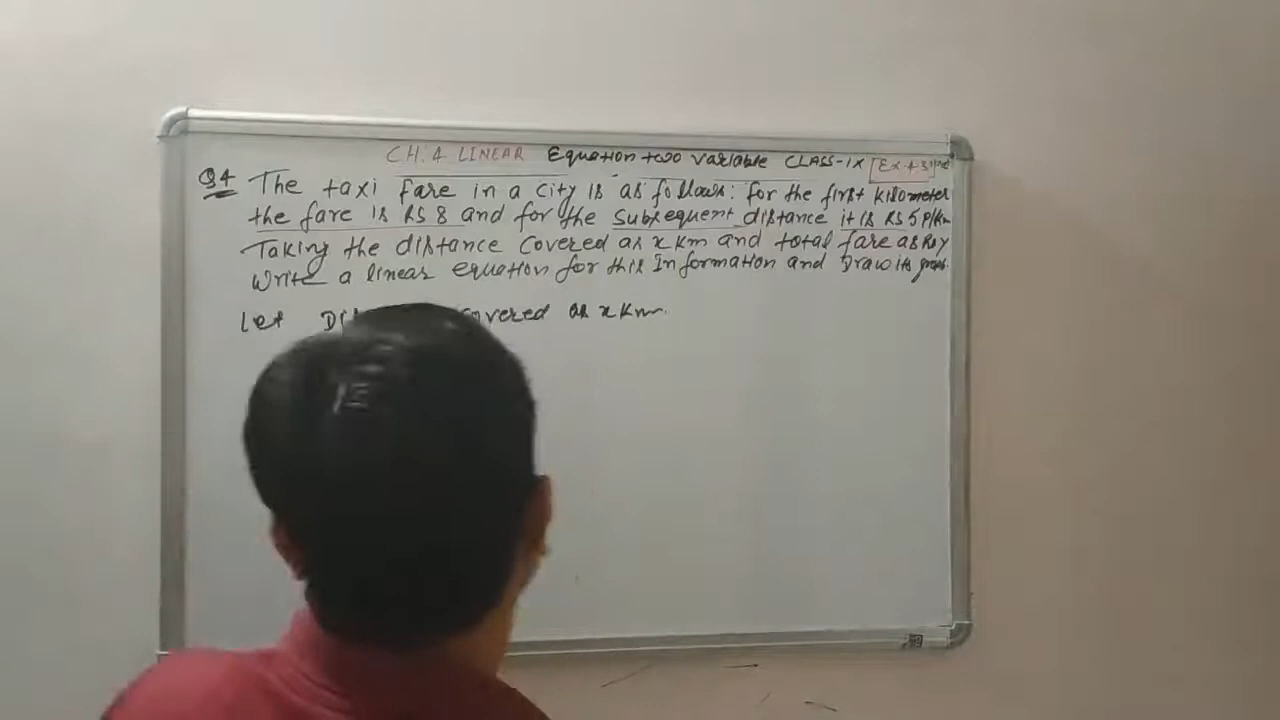 CH.4 LINEAR Equation two variable CLASS-IX [Ex-4.3]
Q4 The taxi fare in a city is as follows: for the first kilometer
the fare is RS 8 and for the subsequent distance it is RS 5 P/Km
Taking the distance covered as x km and total fare as Rs y
Write a linear equation for this Information and Draw its graph.
Let covered as x Km.